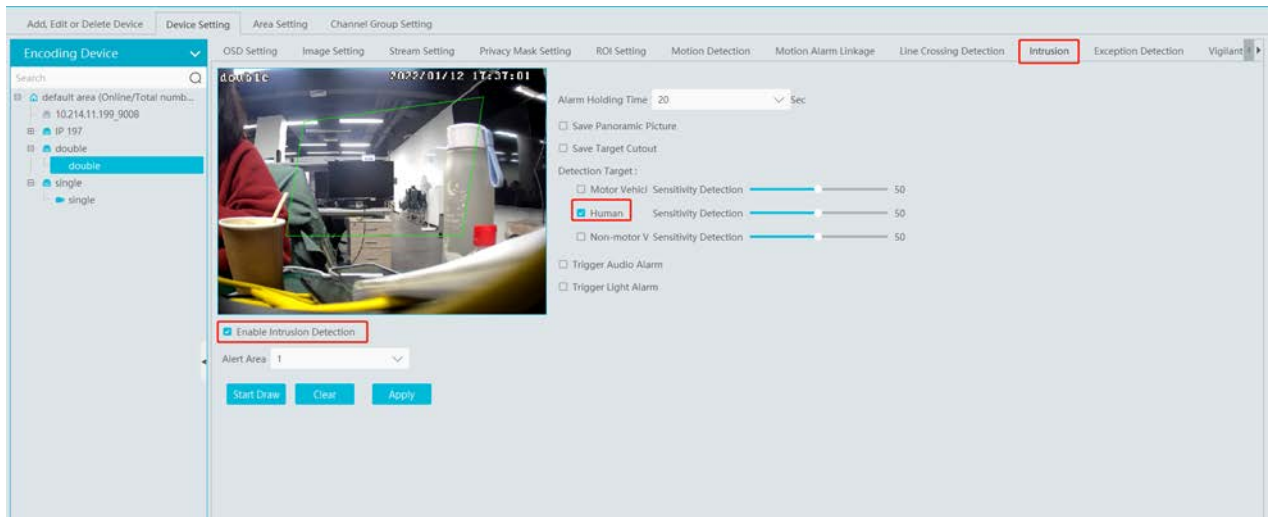 Add, Edit or Delete Device Device Setting Area Setting Channel Group Setting
Encoding Device
OSD Setting Image Setting Stream Setting Privacy Mask Setting ROI Setting Motion Detection Motion Alarm Linkage Line Crossing Detection Intrusion Exception Detection Vigilant
Search
default area (Online/Total numb...
10.214.11.199_9008
IP 197
double
double
single
single
double 2022/01/12 17:37:01
Alarm Holding Time 20 Sec
Save Panoramic Picture
Save Target Cutout
Detection Target :
Motor Vehicl Sensitivity Detection 50
Human Sensitivity Detection 50
Non-motor V Sensitivity Detection 50
Trigger Audio Alarm
Trigger Light Alarm
Enable Intrusion Detection
Alert Area 1
Start Draw Clear Apply